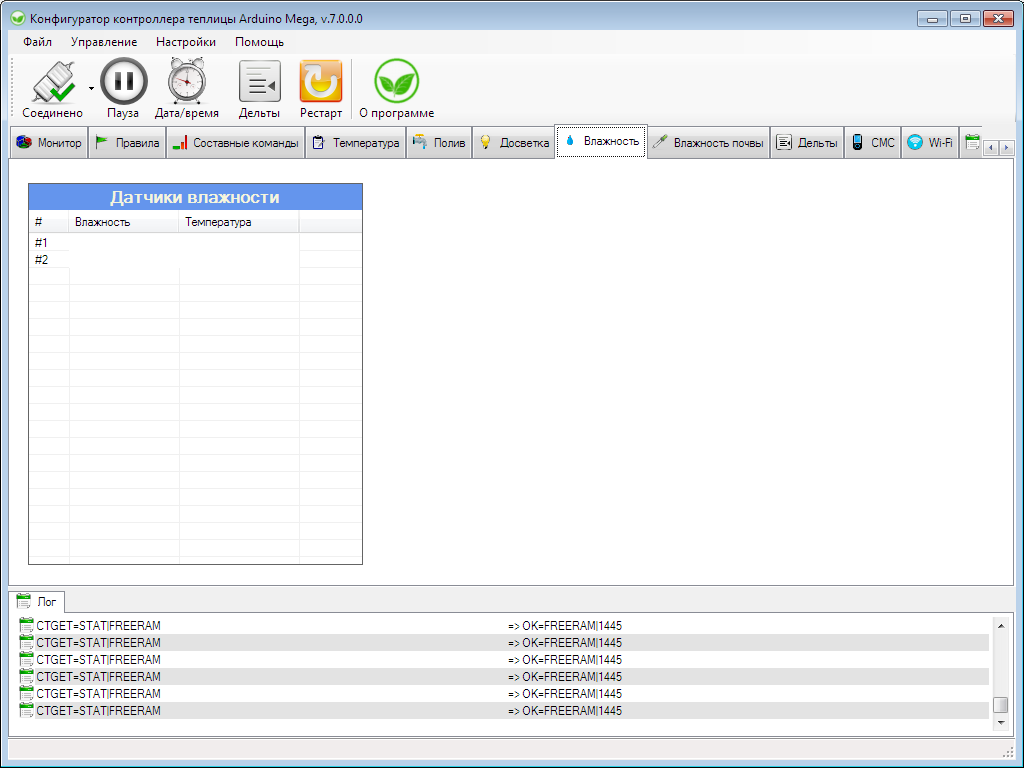 Конфигуратор контроллера теплицы Arduino Mega, v.7.0.0.0
Файл Управление Настройки Помощь
Соединено Пауза Дата/время Дельты Рестарт О программе
Монитор Правила Составные команды Температура Полив Досветка Влажность Влажность почвы Дельты СМС Wi-Fi
Датчики влажности
# Влажность Температура
#1
#2
Лог
CTGET=STAT|FREERAM => OK=FREERAM|1445
CTGET=STAT|FREERAM => OK=FREERAM|1445
CTGET=STAT|FREERAM => OK=FREERAM|1445
CTGET=STAT|FREERAM => OK=FREERAM|1445
CTGET=STAT|FREERAM => OK=FREERAM|1445
CTGET=STAT|FREERAM => OK=FREERAM|1445